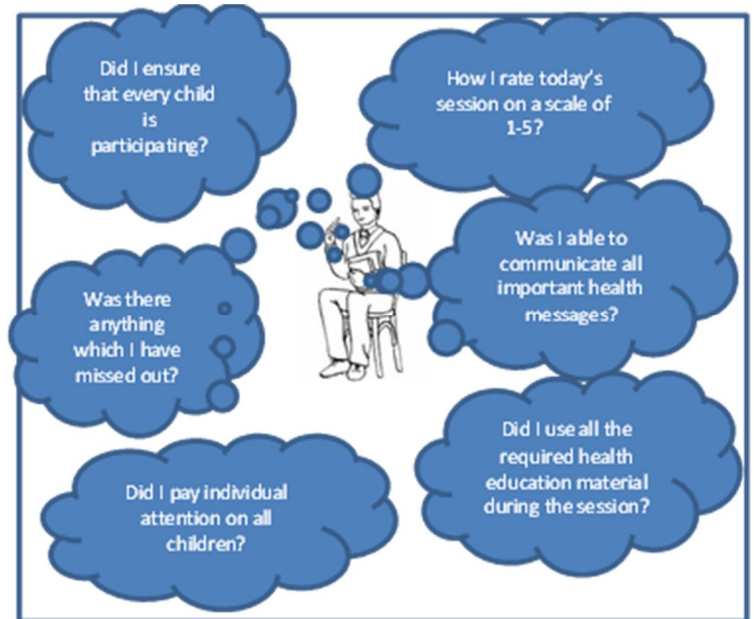 Did I ensure
that every child
is
participating?
How I rate today's
session on a scale of
1-5?
Was there
anything
which I have
missed out?
Was I able to
communicate all
important health
messages?
Did I pay individual
attention on all
children?
Did I use all the
required health
education material
during the session?